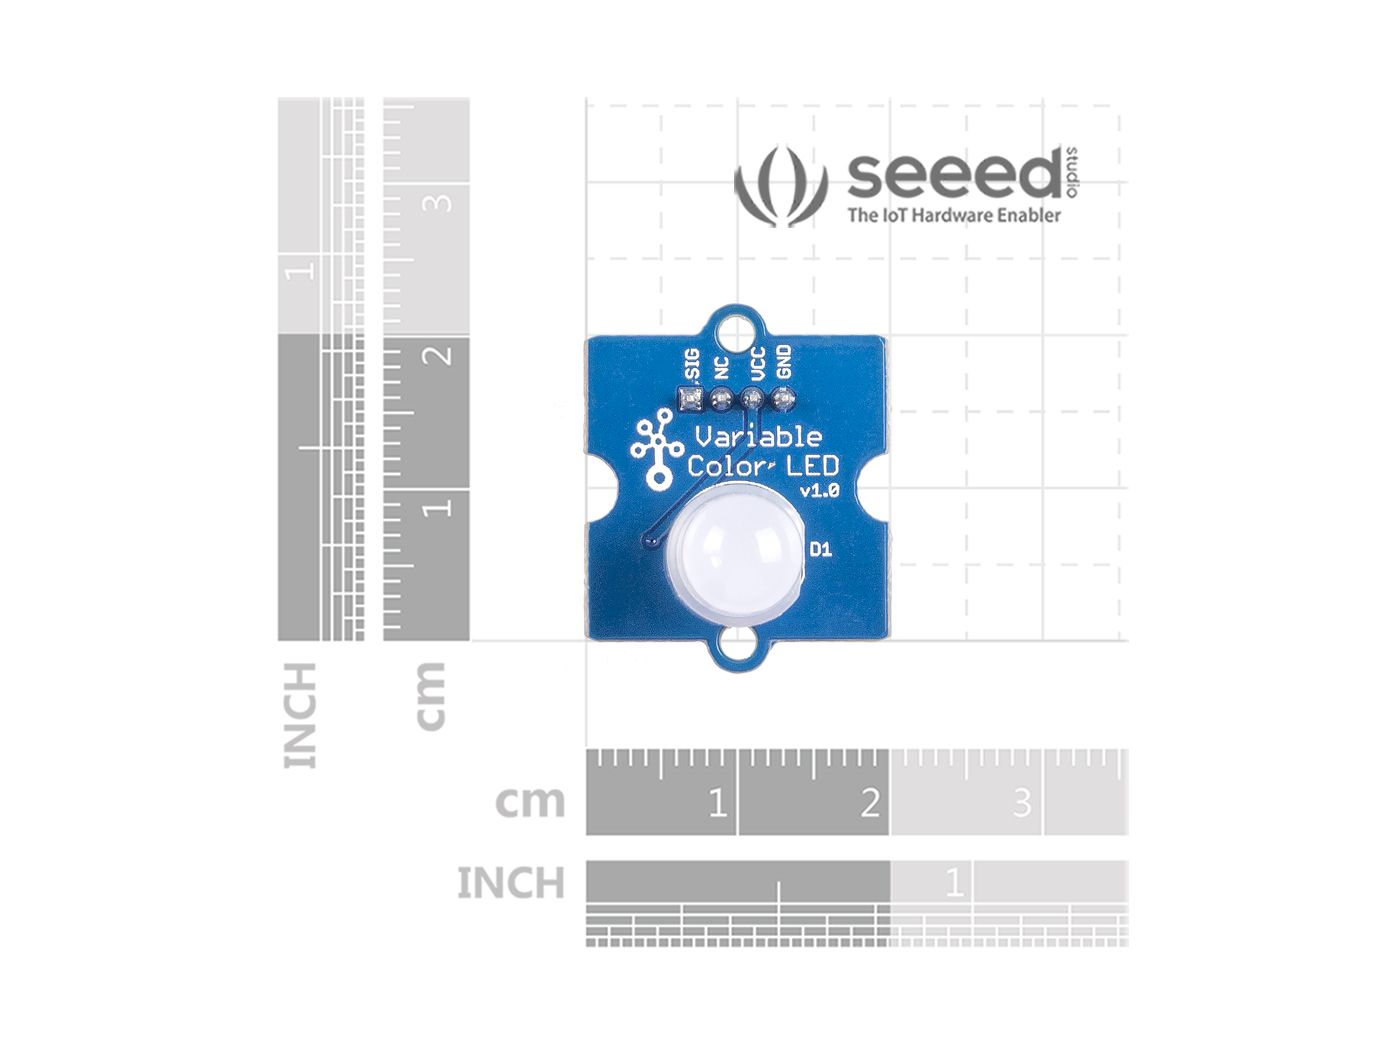 seeed
studio
The IoT Hardware Enabler
3
1
2
1
INCH
cm
SIG
NC
VCC
GND
Variable
Color LED
v1.0
D1
cm
1
2
3
INCH
1